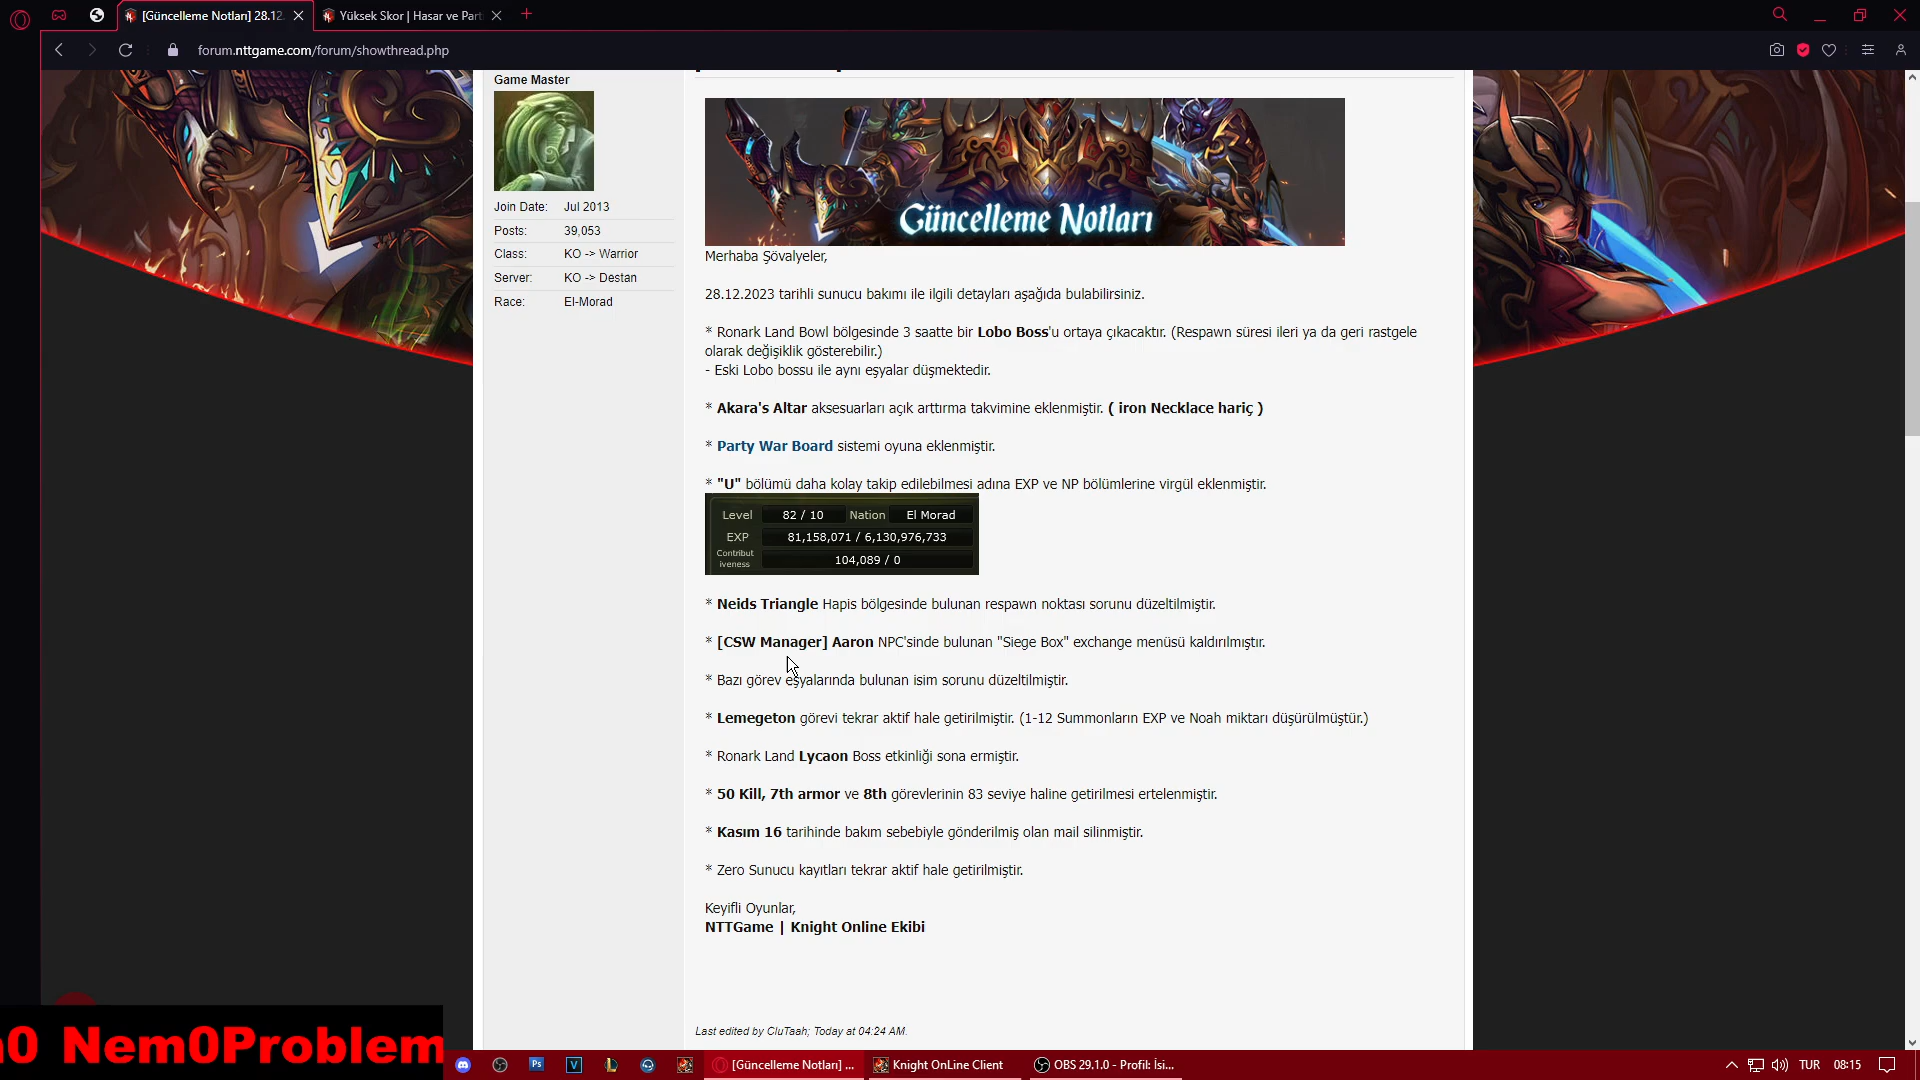 [Güncelleme Notları] 28.12.
Yüksek Skor | Hasar ve Part
forum.nttgame.com/forum/showthread.php
Game Master
Join Date: Jul 2013
Posts: 39,053
Class: KO -> Warrior
Server: KO -> Destan
Race: El-Morad
Güncelleme Notları
Merhaba Şövalyeler,
28.12.2023 tarihli sunucu bakımı ile ilgili detayları aşağıda bulabilirsiniz.
* Ronark Land Bowl bölgesinde 3 saatte bir Lobo Boss'u ortaya çıkacaktır. (Respawn süresi ileri ya da geri rastgele
olarak değişiklik gösterebilir.)
- Eski Lobo bossu ile aynı eşyalar düşmektedir.
* Akara's Altar aksesuarları açık arttırma takvimine eklenmiştir. ( iron Necklace hariç )
* Party War Board sistemi oyuna eklenmiştir.
* "U" bölümü daha kolay takip edilebilmesi adına EXP ve NP bölümlerine virgül eklenmiştir.
Level 82 / 10 Nation El Morad
EXP 81,158,071 / 6,130,976,733
Contribut
iveness 104,089 / 0
* Neids Triangle Hapis bölgesinde bulunan respawn noktası sorunu düzeltilmiştir.
* [CSW Manager] Aaron NPC'sinde bulunan "Siege Box" exchange menüsü kaldırılmıştır.
* Bazı görev eşyalarında bulunan isim sorunu düzeltilmiştir.
* Lemegeton görevi tekrar aktif hale getirilmiştir. (1-12 Summonların EXP ve Noah miktarı düşürülmüştür.)
* Ronark Land Lycaon Boss etkinliği sona ermiştir.
* 50 Kill, 7th armor ve 8th görevlerinin 83 seviye haline getirilmesi ertelenmiştir.
* Kasım 16 tarihinde bakım sebebiyle gönderilmiş olan mail silinmiştir.
* Zero Sunucu kayıtları tekrar aktif hale getirilmiştir.
Keyifli Oyunlar,
NTTGame | Knight Online Ekibi
Last edited by CluTaah; Today at 04:24 AM.
0 Nem0Problem
Ps
V
[Güncelleme Notları] ...
Knight OnLine Client
OBS 29.1.0 - Profil: İsi...
TUR
08:15